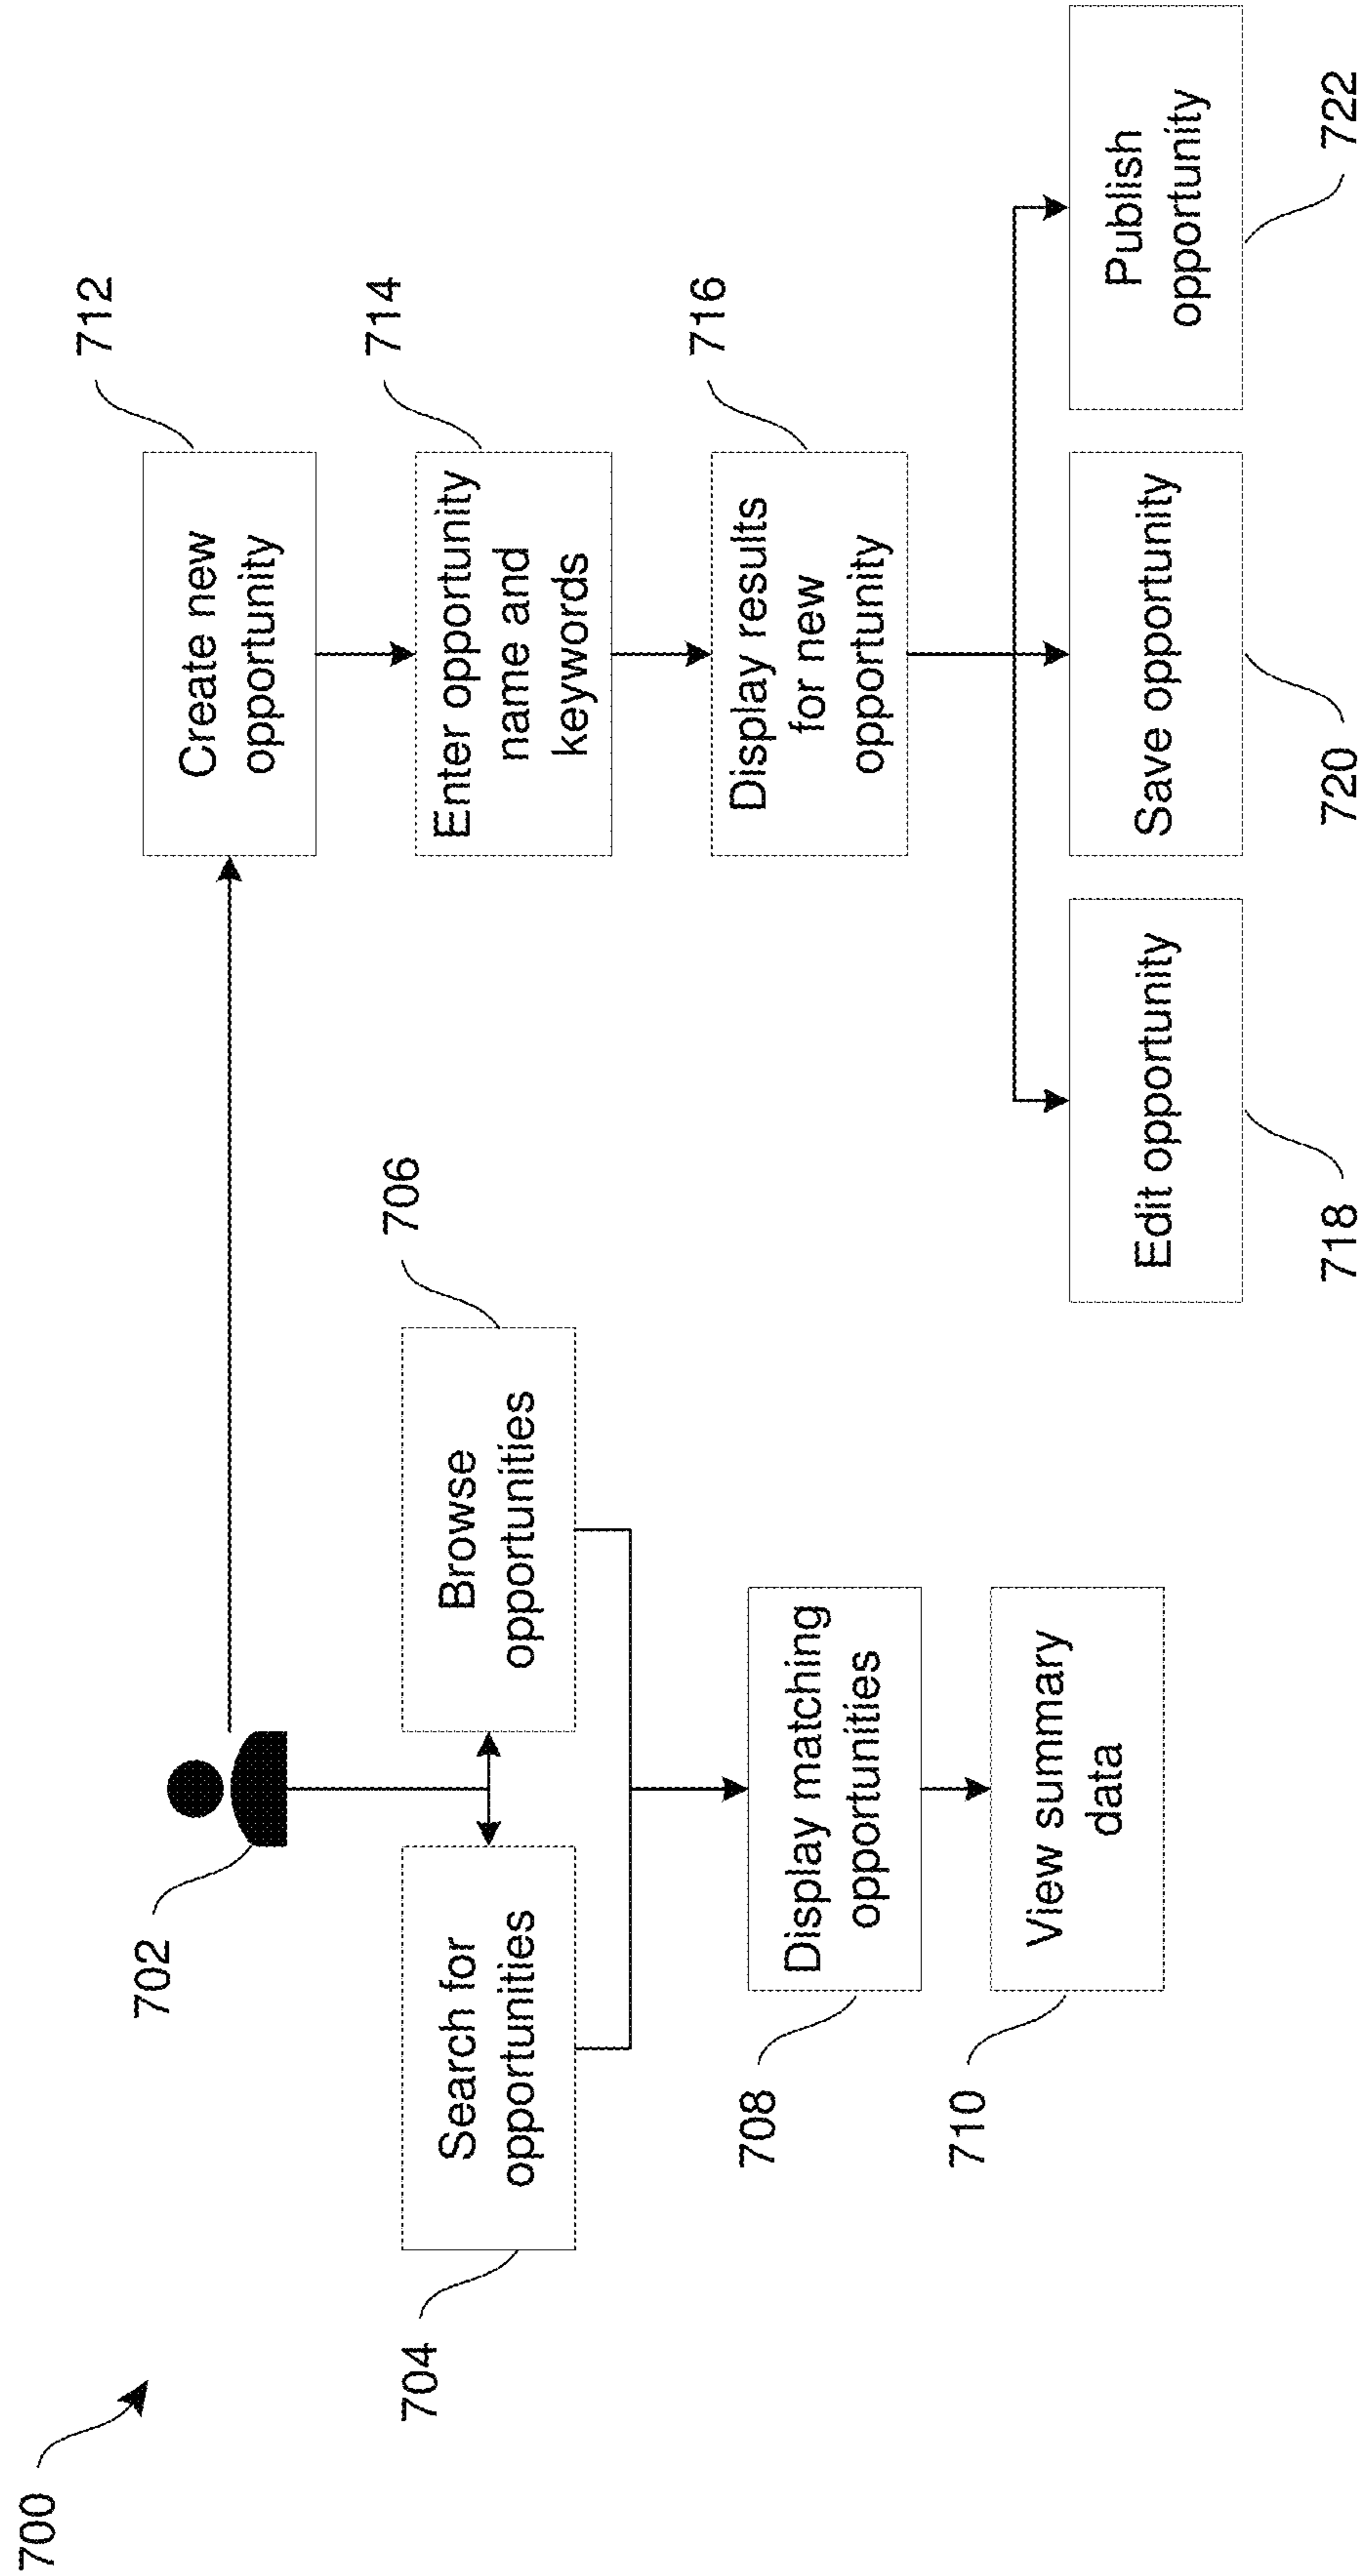 700
702
704
Search for
opportunities
706
Browse
opportunities
708
Display matching
opportunities
710
View summary
data
712
Create new
opportunity
714
Enter opportunity
name and
keywords
716
Display results
for new
opportunity
Edit opportunity
718
Save opportunity
720
Publish
opportunity
722